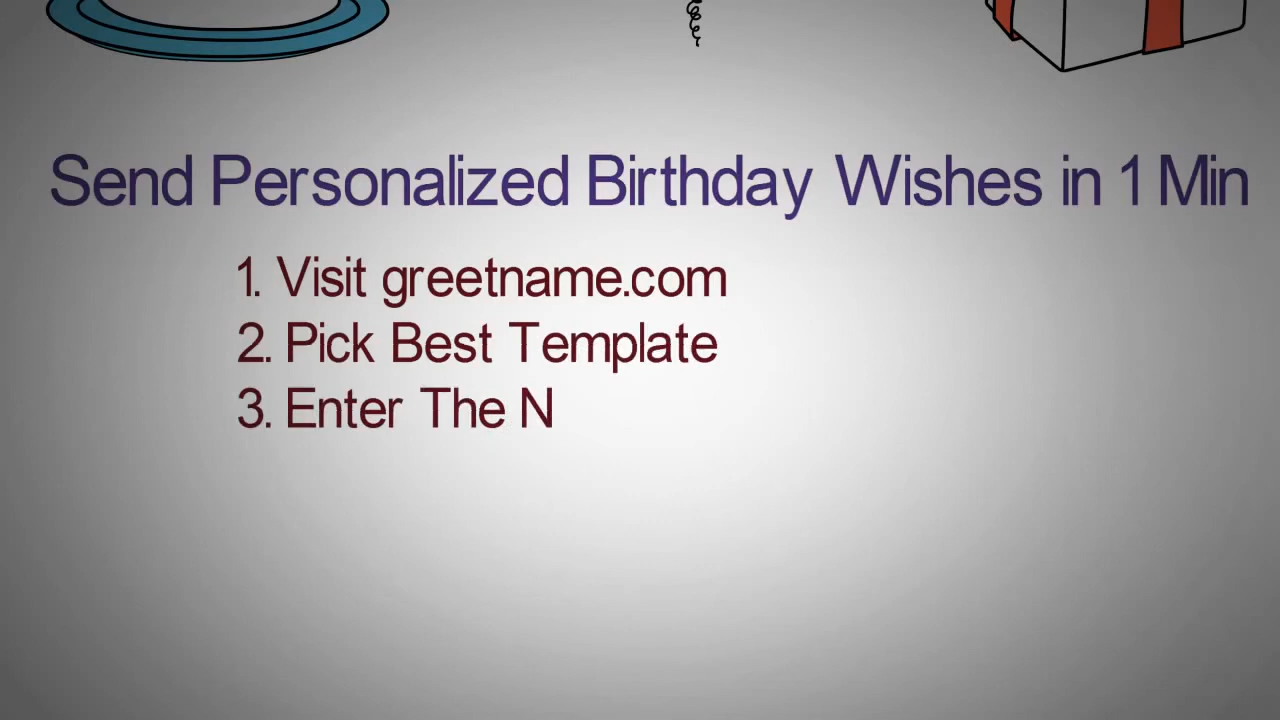 Send Personalized Birthday Wishes in 1 Min
1. Visit greetname.com
2. Pick Best Template
3. Enter The N